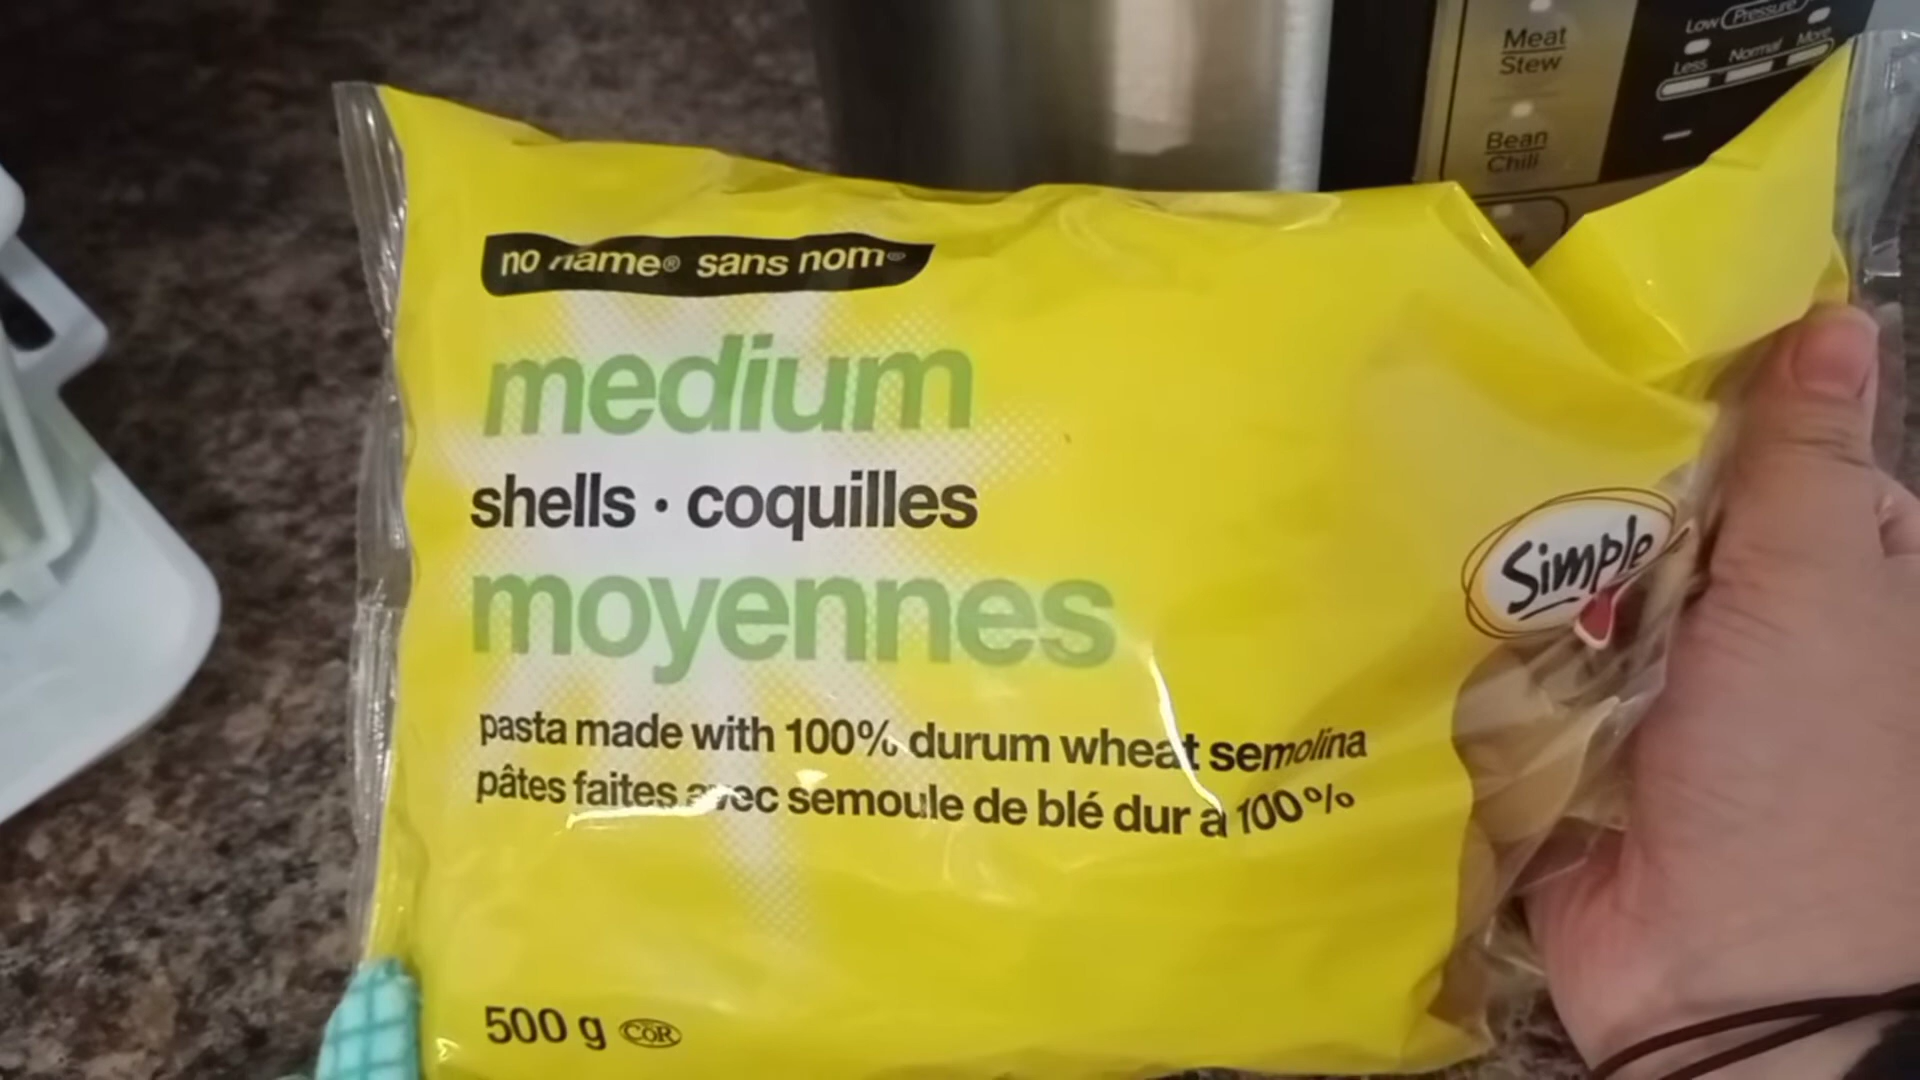 no name® sans nom®
medium
shells • coquilles
moyennes
pasta made with 100% durum wheat semolina
pâtes faites avec semoule de blé dur à 100%
500 g COR
Simple
Meat
Stew
Bean
Chili
Low Pressure
Less Normal More